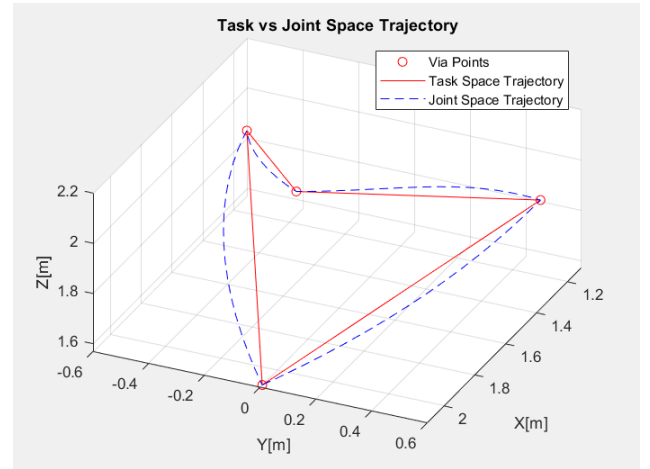 Task vs Joint Space Trajectory
Via Points
Task Space Trajectory
Joint Space Trajectory
2.2
2
1.8
1.6
Z[m]
-0.6
-0.4
-0.2
0
0.2
0.4
0.6
Y[m]
1.2
1.4
1.6
1.8
2
X[m]